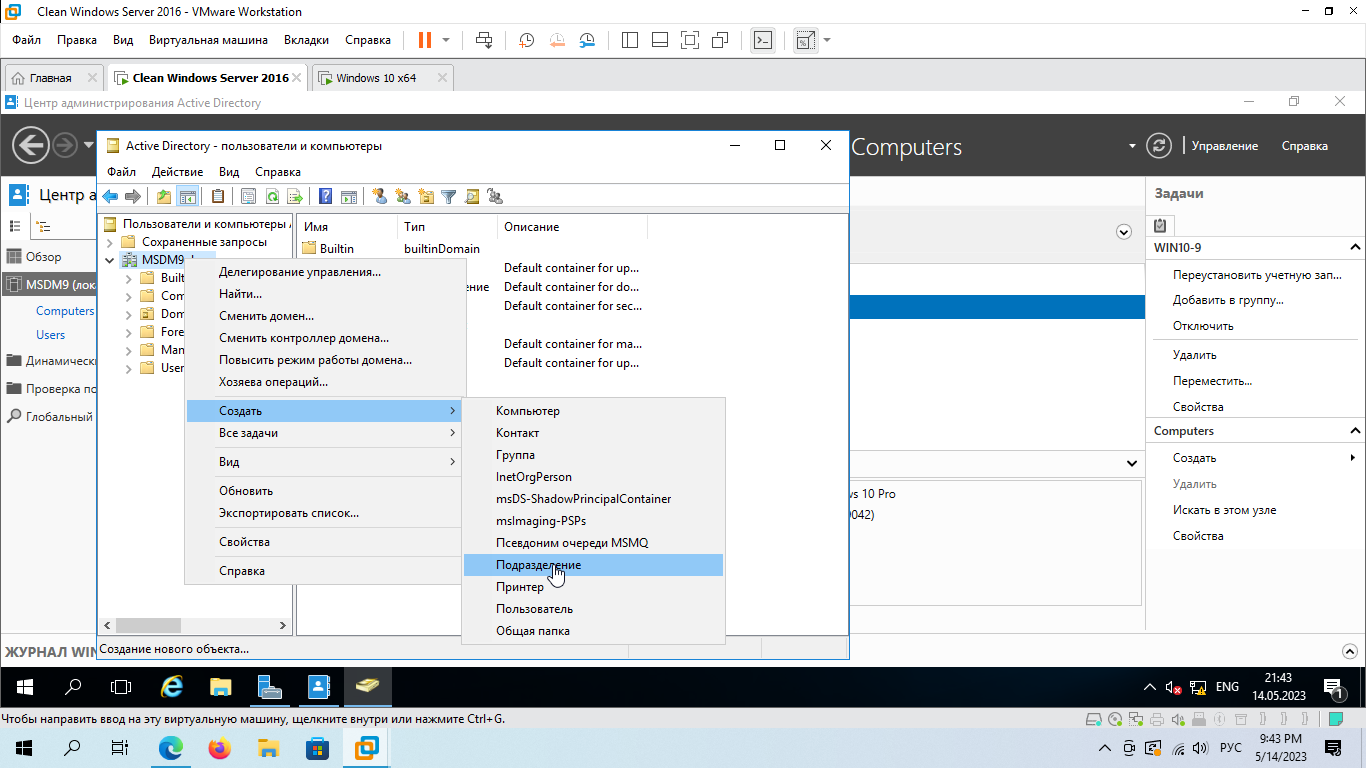 Clean Windows Server 2016 - VMware Workstation
Файл Правка Вид Виртуальная машина Вкладки Справка
Главная Clean Windows Server 2016 Windows 10 x64
Центр администрирования Active Directory
Active Directory - пользователи и компьютеры
Computers Управление Справка
Файл Действие Вид Справка
Центр а
Обзор
MSDM9 (лок
Computers
Users
Динамическ
Проверка по
Глобальный
Пользователи и компьютеры
Сохраненные запросы
MSDM9
Built
Com
Dom
Fore
Man
User
Имя Тип Описание
Builtin builtinDomain
Default container for up...
ение Default container for do...
Default container for sec...
Default container for ma...
Default container for up...
Делегирование управления...
Найти...
Сменить домен...
Сменить контроллер домена...
Повысить режим работы домена...
Хозяева операций...
Создать
Все задачи
Вид
Обновить
Экспортировать список...
Свойства
Справка
Компьютер
Контакт
Группа
InetOrgPerson
msDS-ShadowPrincipalContainer
msImaging-PSPs
Псевдоним очереди MSMQ
Подразделение
Принтер
Пользователь
Общая папка
Создание нового объекта...
vs 10 Pro
0042)
Задачи
WIN10-9
Переустановить учетную зап...
Добавить в группу...
Отключить
Удалить
Переместить...
Свойства
Computers
Создать
Удалить
Искать в этом узле
Свойства
ЖУРНАЛ WIN
ENG
21:43
14.05.2023
1
Чтобы направить ввод на эту виртуальную машину, щелкните внутри или нажмите Ctrl+G.
РУС
9:43 PM
5/14/2023